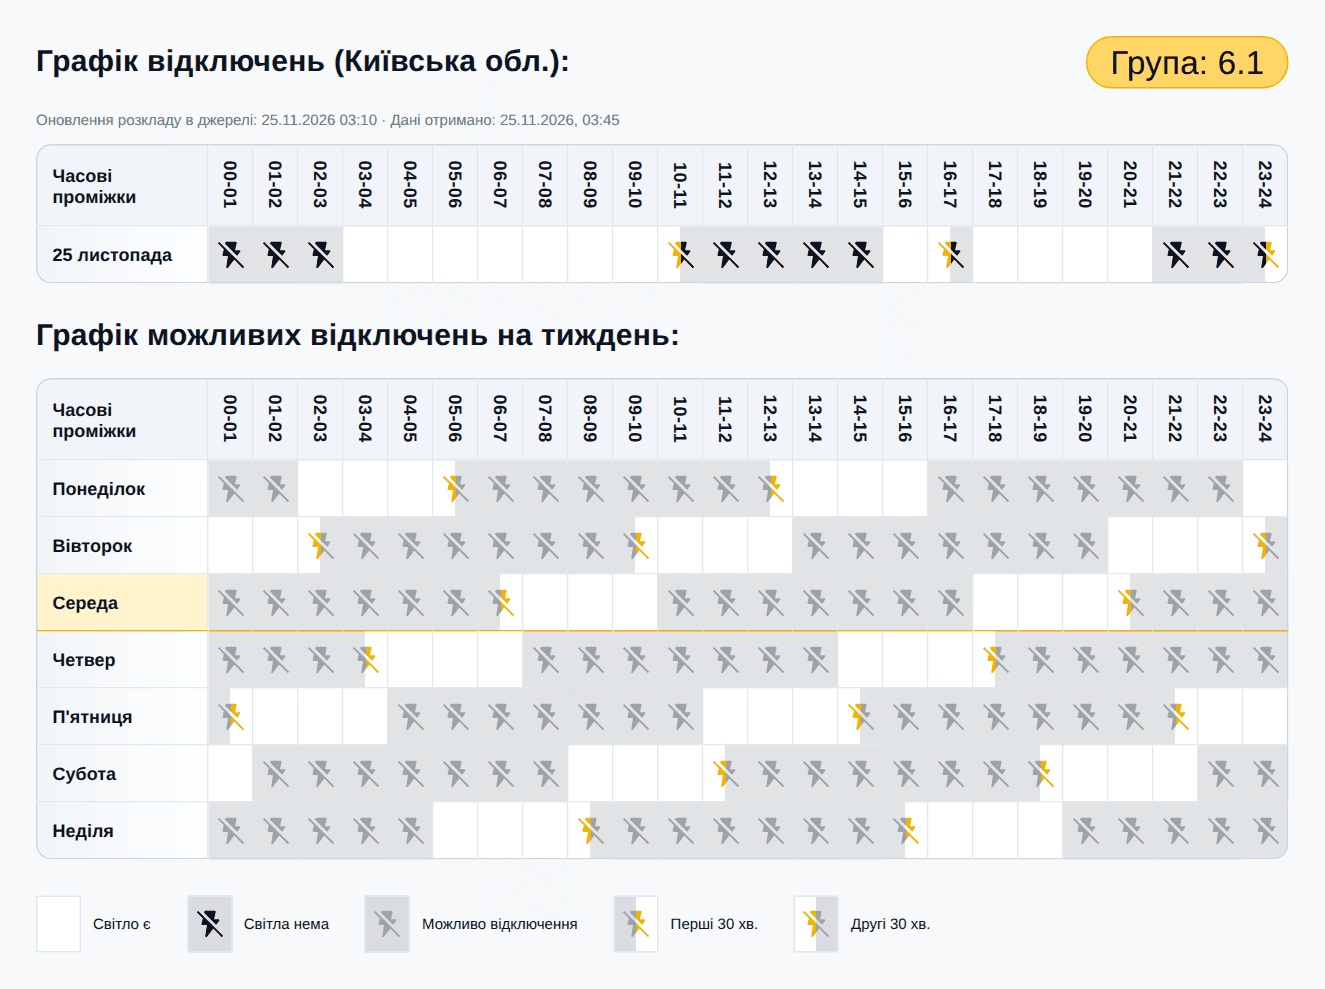 Графік відключень (Київська обл.):
Група: 6.1
Оновлення розкладу в джерелі: 25.11.2026 03:10 · Дані отримано: 25.11.2026, 03:45
Часові
проміжки
00-01 01-02 02-03 03-04 04-05 05-06 06-07 07-08 08-09 09-10 10-11 11-12 12-13 13-14 14-15 15-16 16-17 17-18 18-19 19-20 20-21 21-22 22-23 23-24
25 листопада
Графік можливих відключень на тиждень:
Часові
проміжки
00-01 01-02 02-03 03-04 04-05 05-06 06-07 07-08 08-09 09-10 10-11 11-12 12-13 13-14 14-15 15-16 16-17 17-18 18-19 19-20 20-21 21-22 22-23 23-24
Понеділок
Вівторок
Середа
Четвер
П'ятниця
Субота
Неділя
Світло є
Світла нема
Можливо відключення
Перші 30 хв.
Другі 30 хв.